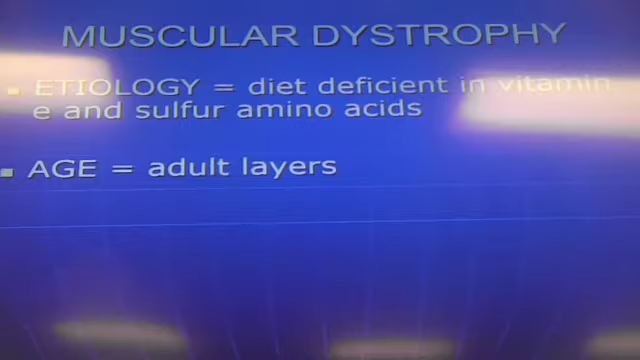 MUSCULAR DYSTROPHY
ETIOLOGY = diet deficient in vitamin
e and sulfur amino acids
AGE = adult layers